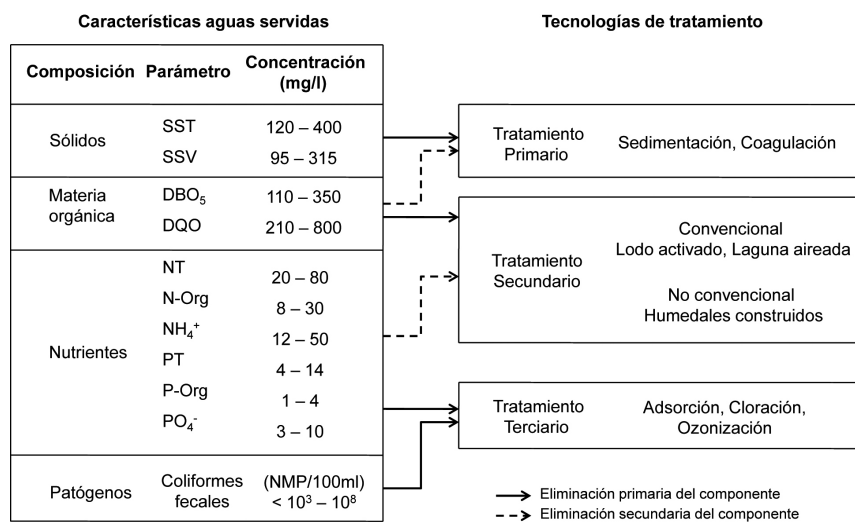 Características aguas servidas
Tecnologías de tratamiento
Composición Parámetro Concentración
(mg/l)
Sólidos
SST 120 – 400
SSV 95 – 315
Materia
orgánica
DBO₅ 110 – 350
DQO 210 – 800
Nutrientes
NT 20 – 80
N-Org 8 – 30
NH₄⁺ 12 – 50
PT 4 – 14
P-Org 1 – 4
PO₄⁻ 3 – 10
Patógenos
Coliformes
fecales
(NMP/100ml)
< 10³ – 10⁸
Tratamiento
Primario
Sedimentación, Coagulación
Tratamiento
Secundario
Convencional
Lodo activado, Laguna aireada
No convencional
Humedales construidos
Tratamiento
Terciario
Adsorción, Cloración,
Ozonización
Eliminación primaria del componente
Eliminación secundaria del componente